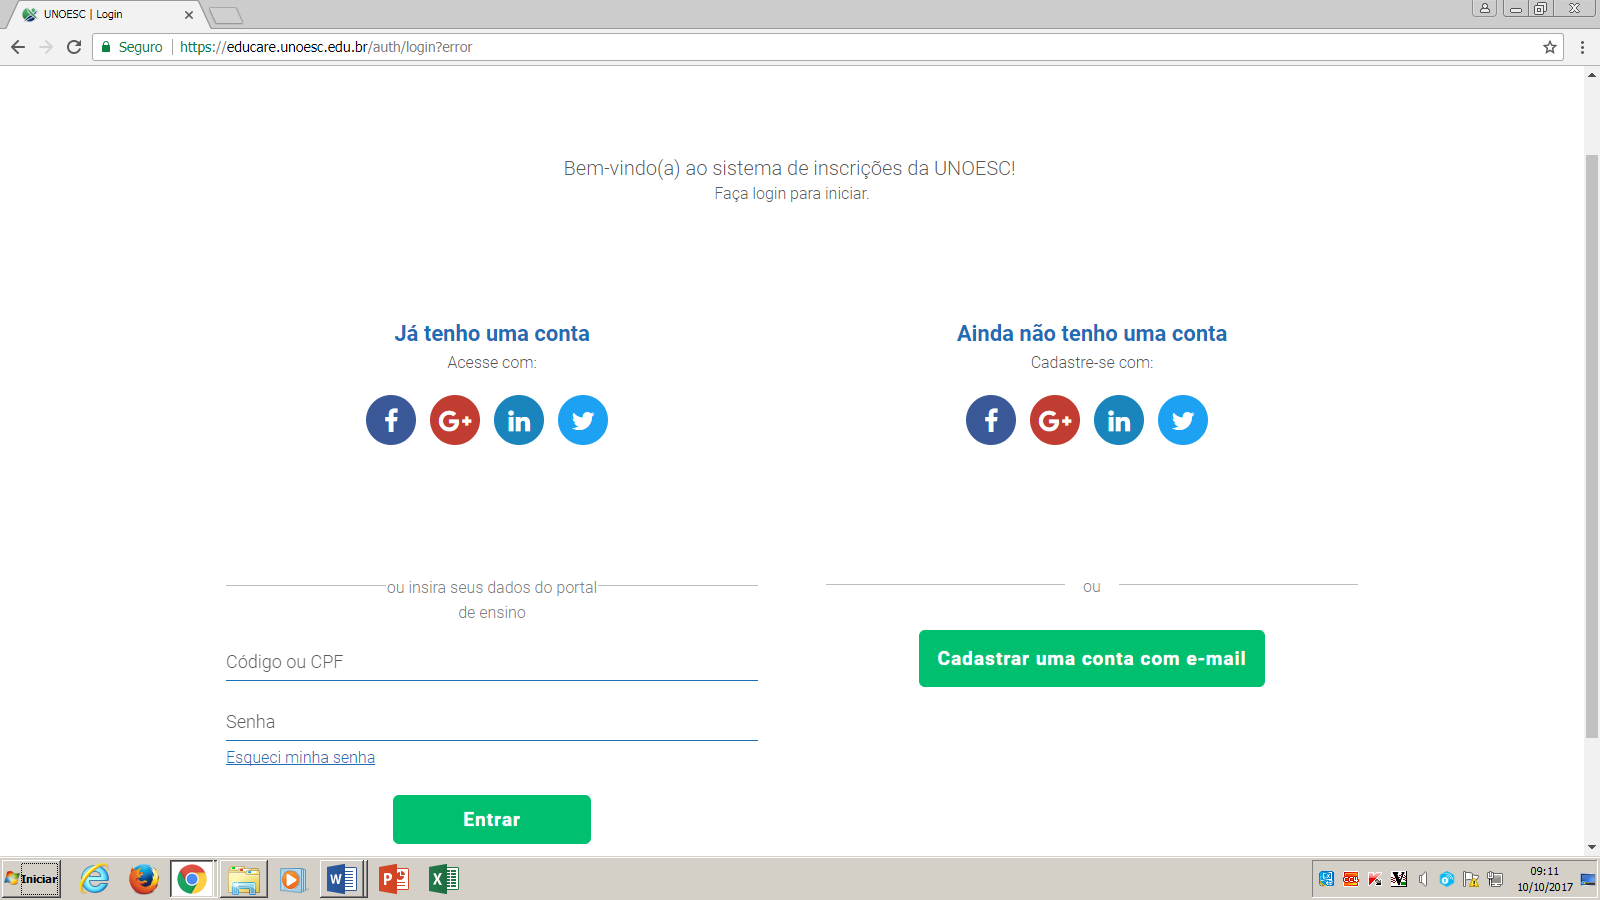 UNOESC | Login
Seguro
https://educare.unoesc.edu.br/auth/login?error
Bem-vindo(a) ao sistema de inscrições da UNOESC!
Faça login para iniciar.
Já tenho uma conta
Acesse com:
Ainda não tenho uma conta
Cadastre-se com:
ou insira seus dados do portal
de ensino
Código ou CPF
Senha
Esqueci minha senha
Entrar
ou
Cadastrar uma conta com e-mail
Iniciar
09:11
10/10/2017